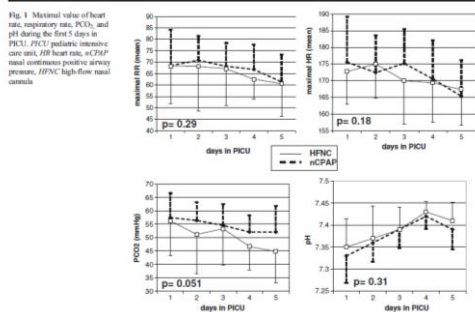 Fig. 1 Maximal value of heart
rate, respiratory rate, PCO2, and
pH during the first 5 days in
PICU. PICU pediatric intensive
care unit, HR heart rate, nCPAP
nasal continuous positive airway
pressure, HFNC high-flow nasal
cannula
maximal RR (mean)
90
85
80
75
70
65
60
55
50
45
40
p= 0.29
1 2 3 4 5
days in PICU
maximal HR (mean)
190
185
180
175
170
165
160
155
p= 0.18
1 2 3 4 5
days in PICU
HFNC
nCPAP
PCO2 (mmHg)
70
65
60
55
50
45
40
35
30
p= 0.051
1 2 3 4 5
days in PICU
pH
7.5
7.45
7.4
7.35
7.3
7.25
p= 0.31
1 2 3 4 5
days in PICU